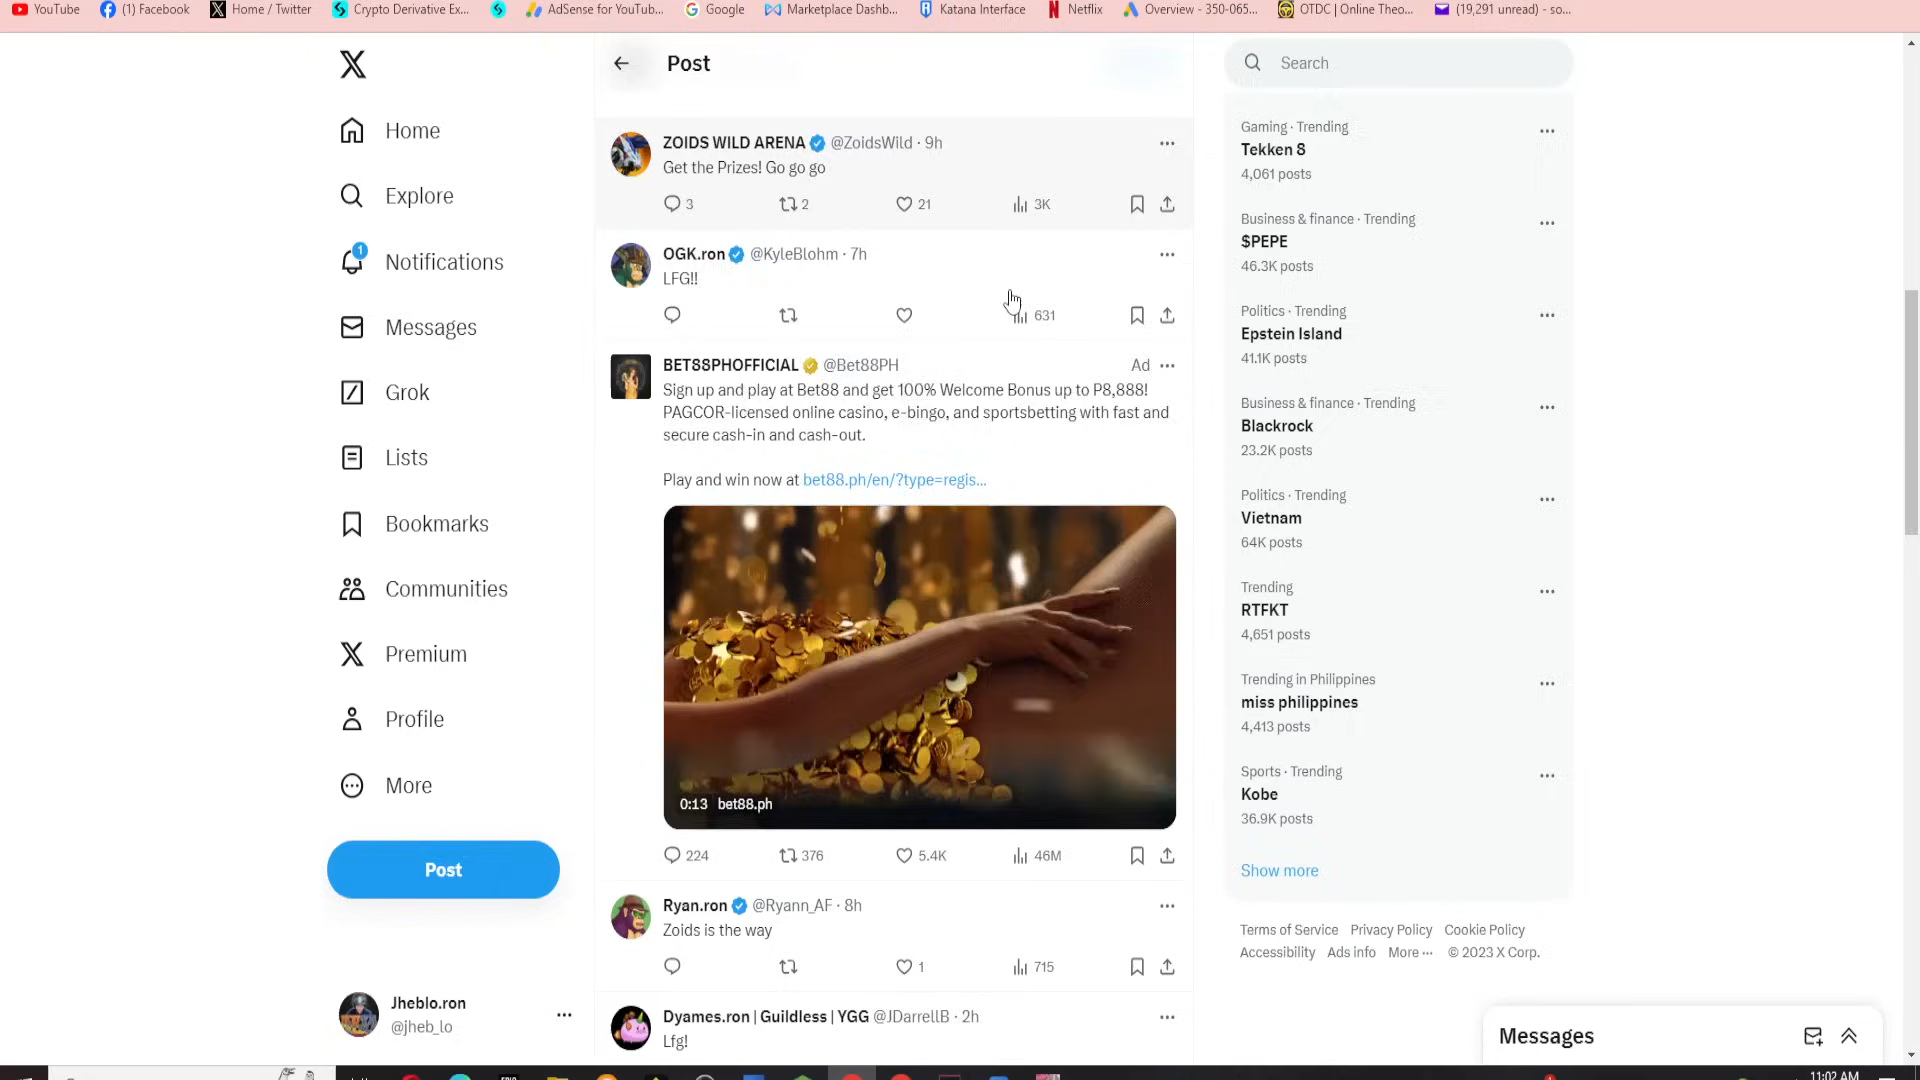 YouTube
(1) Facebook
Home / Twitter
Crypto Derivative Ex...
AdSense for YouTu...
Google
Marketplace Dashb...
Katana Interface
Netflix
Overview - 350-065...
OTDC | Online Theo...
(19,291 unread) - so...
Home
Explore
1
Notifications
Messages
Grok
Lists
Bookmarks
Communities
Premium
Profile
More
Post
Jheblo.ron
@jheb_lo
Post
ZOIDS WILD ARENA @ZoidsWild · 9h
Get the Prizes! Go go go
3 2 21 3K
OGK.ron @KyleBlohm · 7h
LFG!!
631
BET88PHOFFICIAL @Bet88PH Ad
Sign up and play at Bet88 and get 100% Welcome Bonus up to P8,888!
PAGCOR-licensed online casino, e-bingo, and sportsbetting with fast and
secure cash-in and cash-out.
Play and win now at bet88.ph/en/?type=regis...
0:13 bet88.ph
224 376 5.4K 46M
Ryan.ron @Ryann_AF · 8h
Zoids is the way
1 715
Dyames.ron | Guildless | YGG @JDarrellB · 2h
Lfg!
Search
Gaming · Trending
Tekken 8
4,061 posts
Business & finance · Trending
$PEPE
46.3K posts
Politics · Trending
Epstein Island
41.1K posts
Business & finance · Trending
Blackrock
23.2K posts
Politics · Trending
Vietnam
64K posts
Trending
RTFKT
4,651 posts
Trending in Philippines
miss philippines
4,413 posts
Sports · Trending
Kobe
36.9K posts
Show more
Terms of Service Privacy Policy Cookie Policy
Accessibility Ads info More ··· © 2023 X Corp.
Messages
11:02 AM